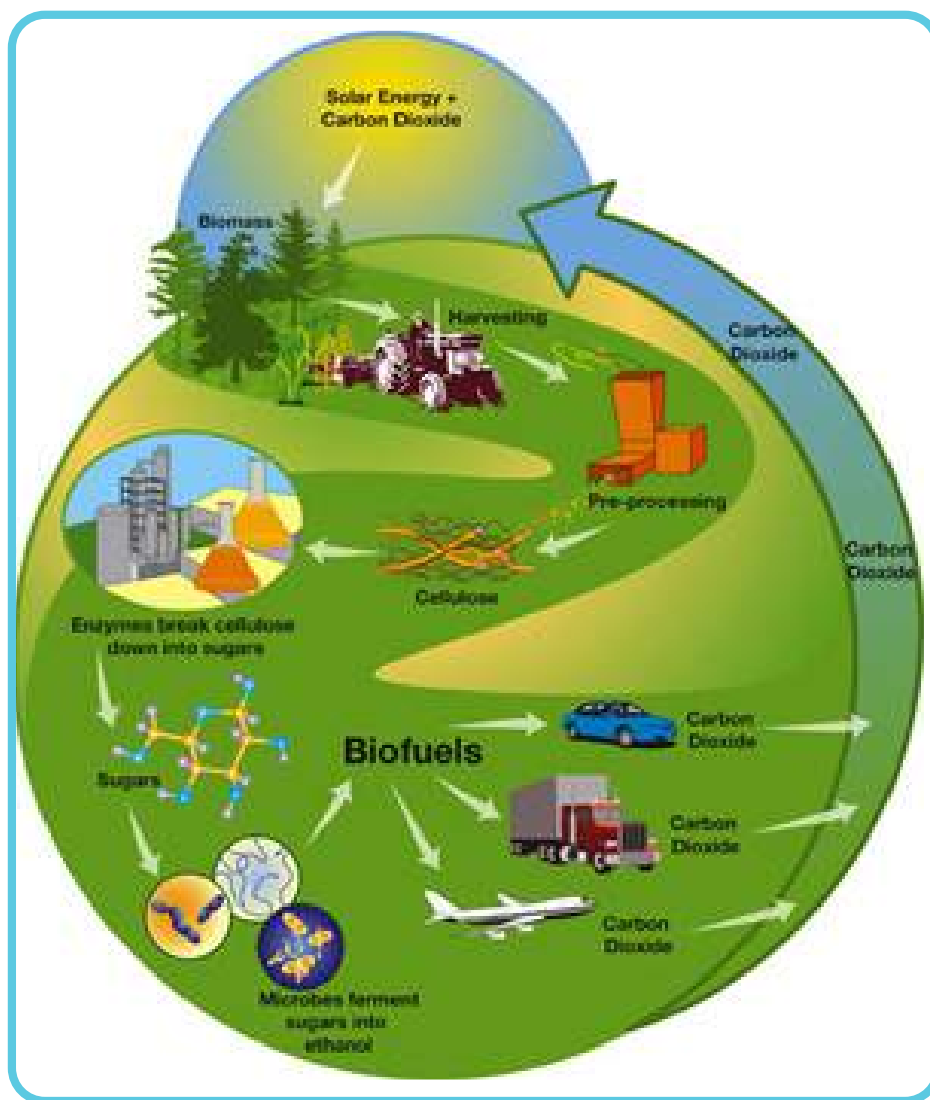 Solar Energy +
Carbon Dioxide
Biomass
Harvesting
Carbon
Dioxide
Pre-processing
Carbon
Dioxide
Cellulose
Enzymes break cellulose
down into sugars
Sugars
Biofuels
Carbon
Dioxide
Carbon
Dioxide
Carbon
Dioxide
Microbes ferment
sugars into
ethanol